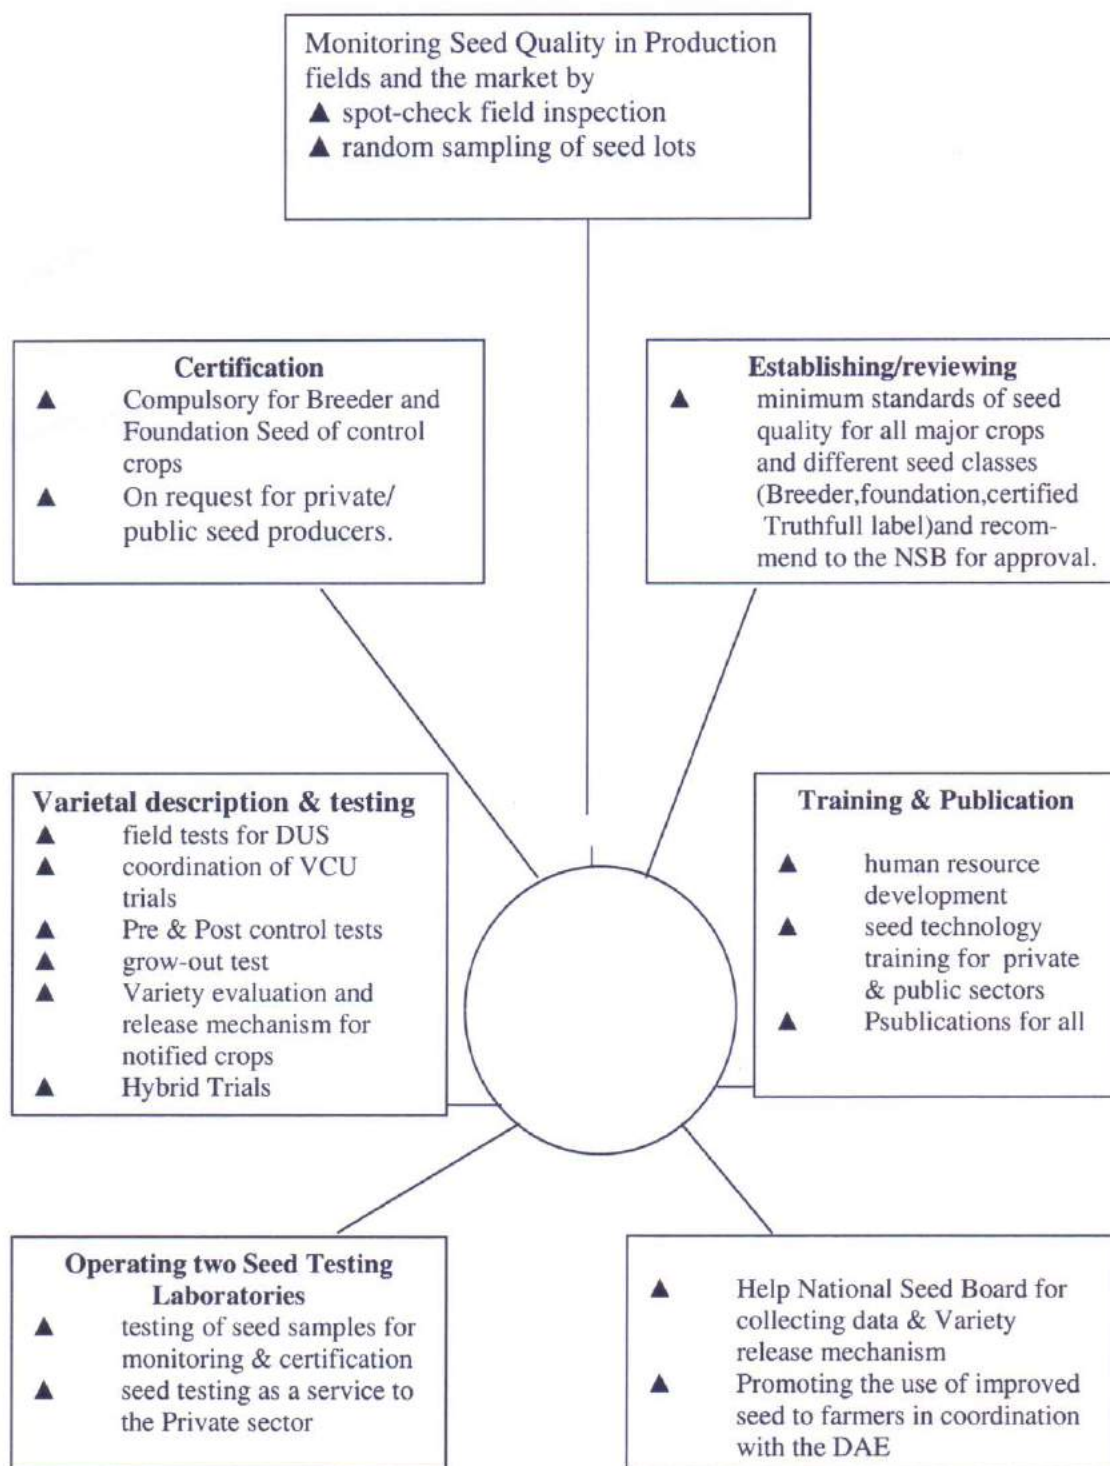 Monitoring Seed Quality in Production
fields and the market by
▲ spot-check field inspection
▲ random sampling of seed lots
Certification
▲ Compulsory for Breeder and
Foundation Seed of control
crops
▲ On request for private/
public seed producers.
Establishing/reviewing
▲ minimum standards of seed
quality for all major crops
and different seed classes
(Breeder,foundation,certified
Truthfull label)and recom-
mend to the NSB for approval.
Varietal description & testing
▲ field tests for DUS
▲ coordination of VCU
trials
▲ Pre & Post control tests
▲ grow-out test
▲ Variety evaluation and
release mechanism for
notified crops
▲ Hybrid Trials
Training & Publication
▲ human resource
development
▲ seed technology
training for private
& public sectors
▲ Psublications for all
Operating two Seed Testing
Laboratories
▲ testing of seed samples for
monitoring & certification
▲ seed testing as a service to
the Private sector
▲ Help National Seed Board for
collecting data & Variety
release mechanism
▲ Promoting the use of improved
seed to farmers in coordination
with the DAE